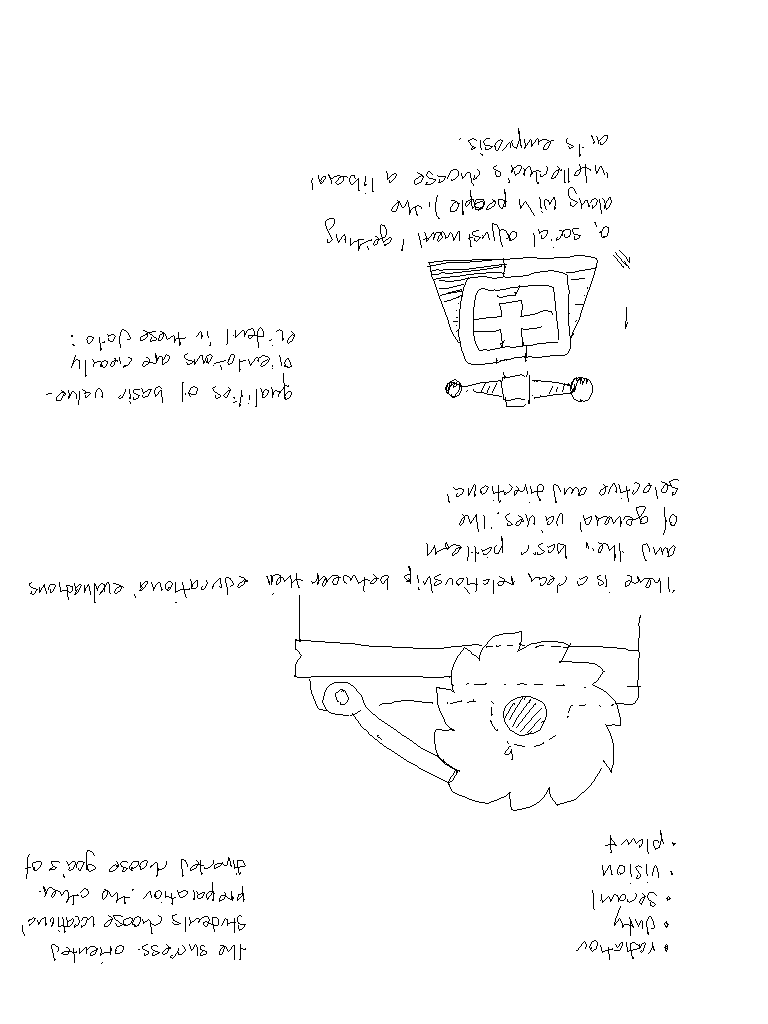 • radiation
• duty
• servant
• vision
• plant
the success-oriented
students choose vocational
preparation, the other
directed choose goals of
b
There is a clear relationship between their educational evaluations
and their basic pattern
of general values. The
selective and directional
qualities of basic value-
orientations are clearly
evident in these data:
social adjustment (getting
along with people), the
intellectuals choose a liberal
arts emphasis.